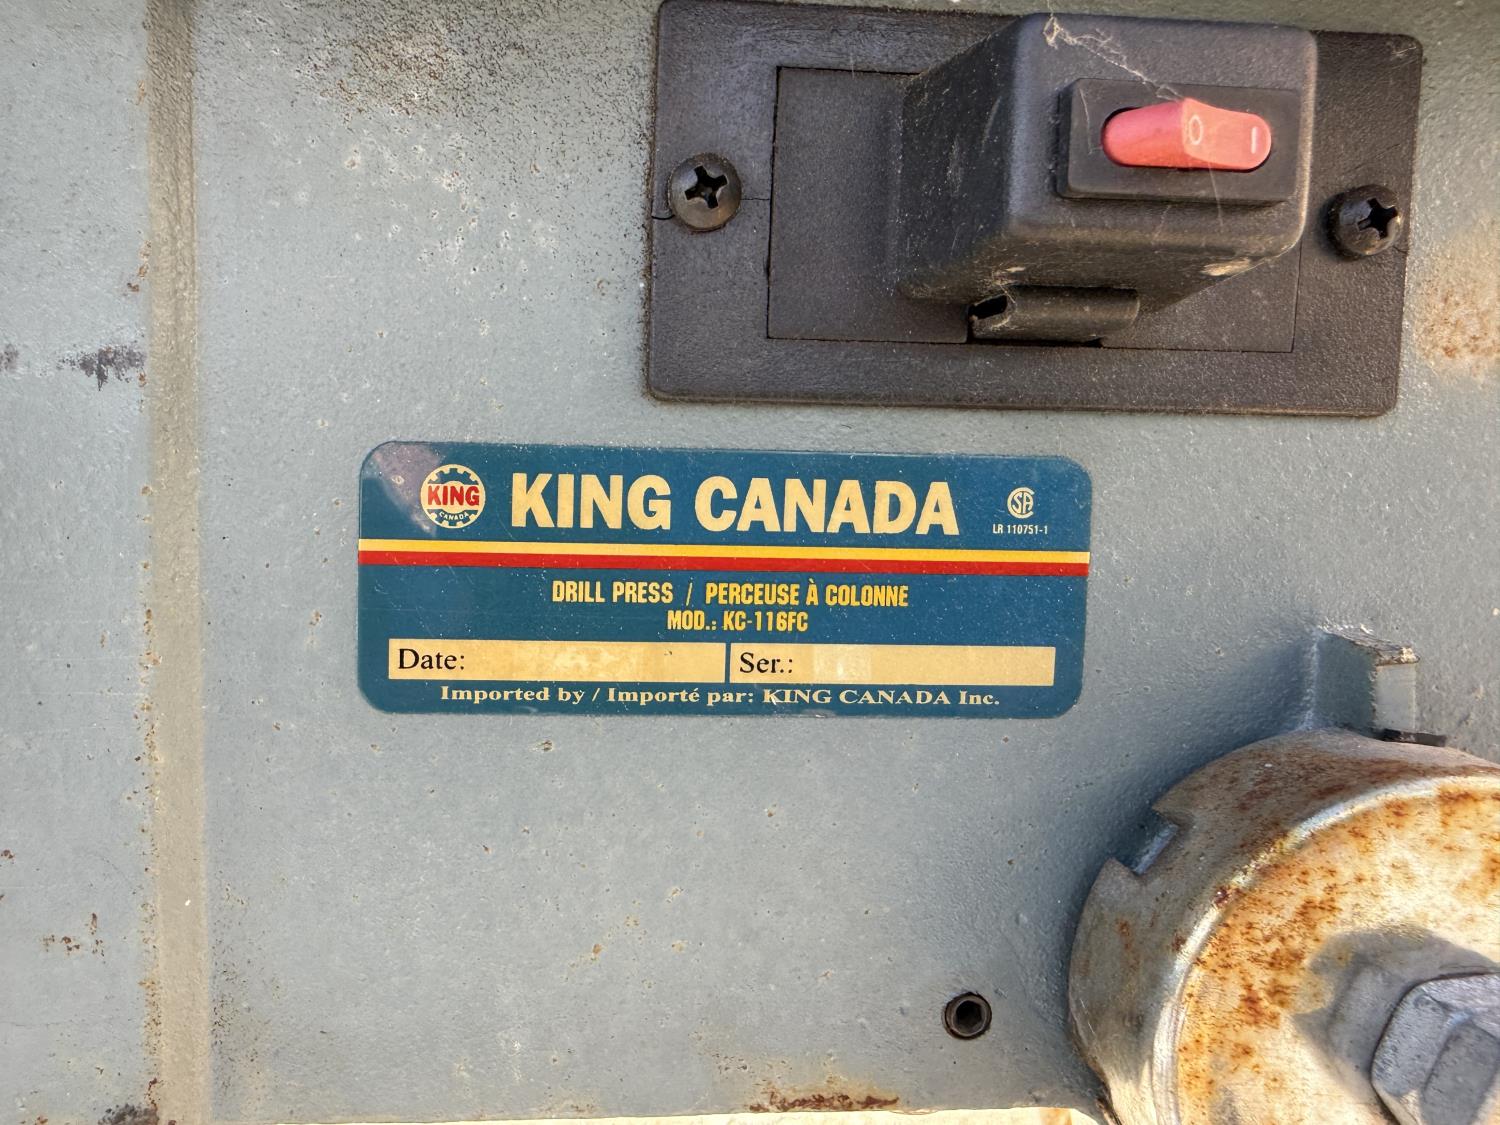 O I
KING
CANADA
KING CANADA
LR 110751-1
DRILL PRESS / PERCEUSE À COLONNE
MOD.: KC-116FC
Date: Ser.:
Imported by / Importé par: KING CANADA Inc.